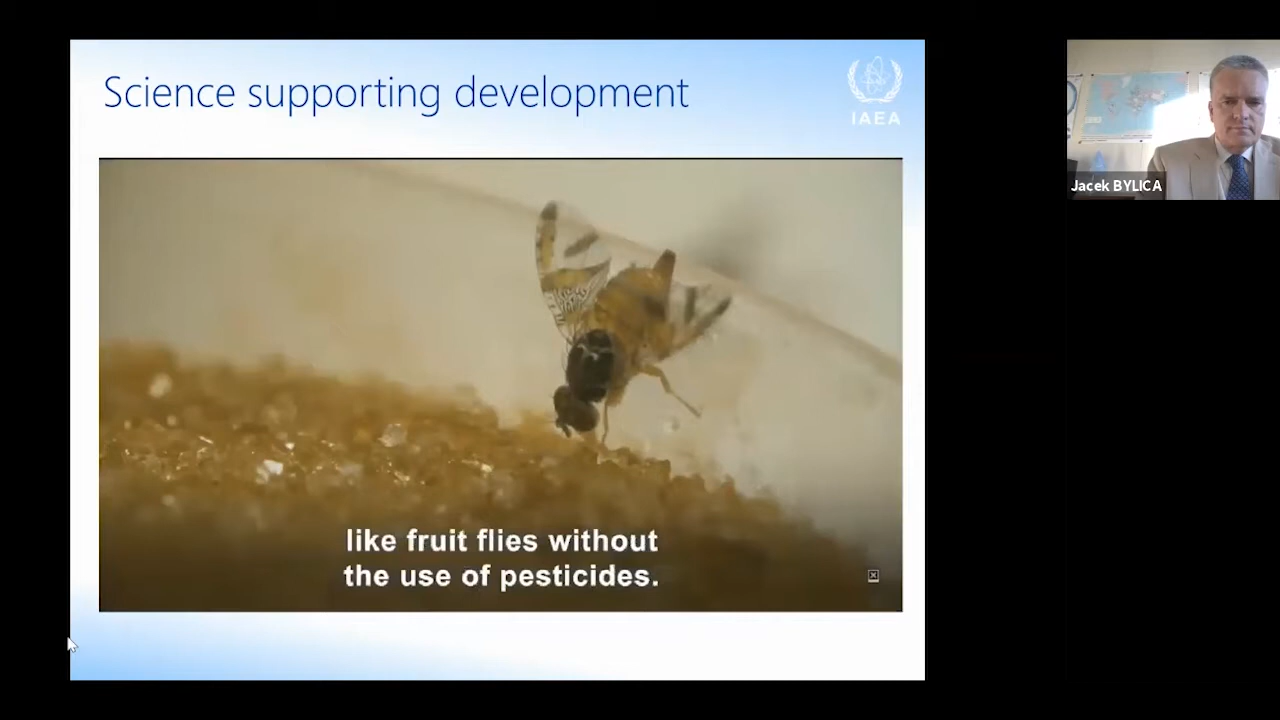 Science supporting development
IAEA
like fruit flies without
the use of pesticides.
Jacek BYLICA